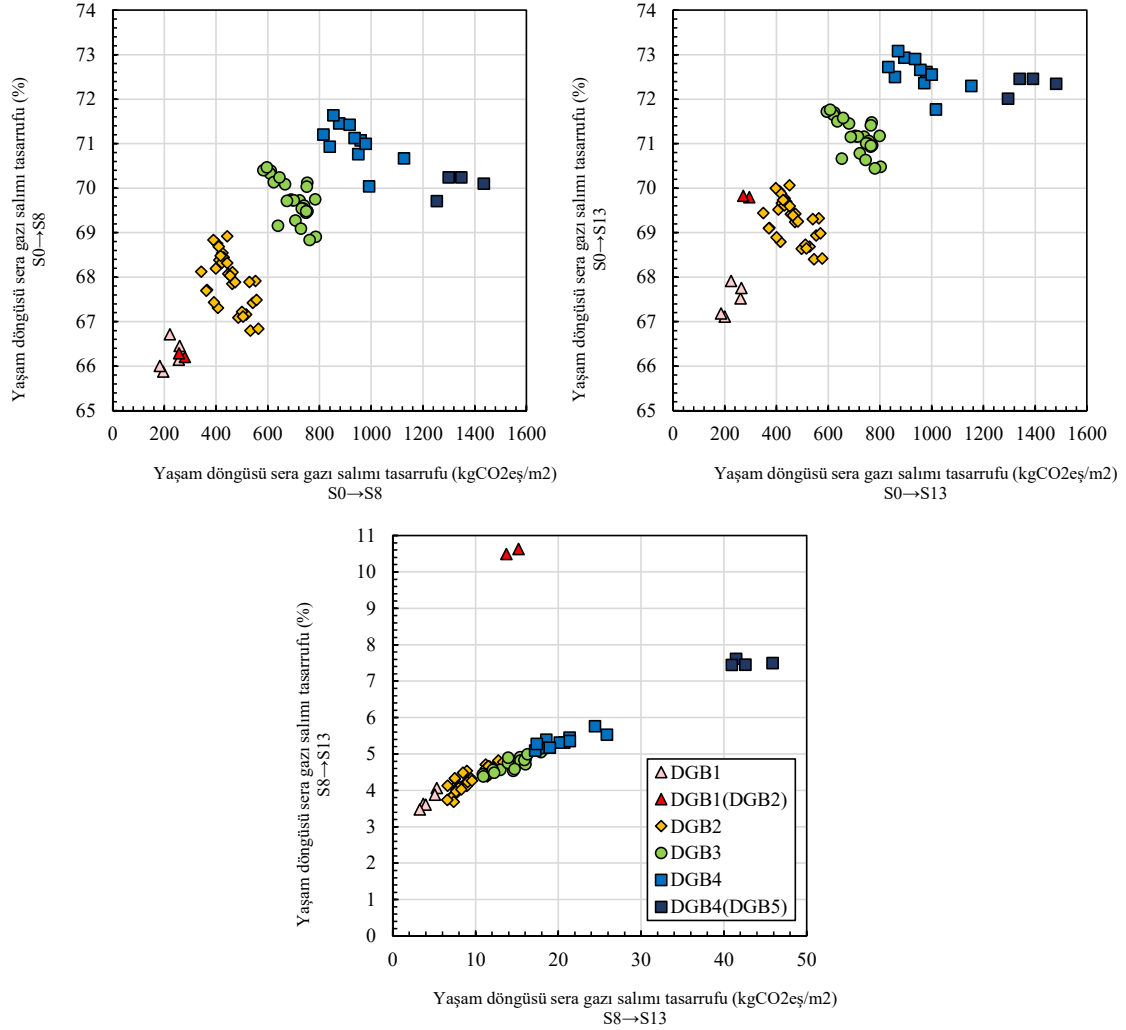 Yaşam döngüsü sera gazı salımı tasarrufu (%)
S0→S8
74
73
72
71
70
69
68
67
66
65
0 200 400 600 800 1000 1200 1400 1600
Yaşam döngüsü sera gazı salımı tasarrufu (kgCO2eş/m2)
S0→S8
Yaşam döngüsü sera gazı salımı tasarrufu (%)
S0→S13
74
73
72
71
70
69
68
67
66
65
0 200 400 600 800 1000 1200 1400 1600
Yaşam döngüsü sera gazı salımı tasarrufu (kgCO2eş/m2)
S0→S13
Yaşam döngüsü sera gazı salımı tasarrufu (%)
S8→S13
11
10
9
8
7
6
5
4
3
2
1
0
0 10 20 30 40 50
DGB1
DGB1(DGB2)
DGB2
DGB3
DGB4
DGB4(DGB5)
Yaşam döngüsü sera gazı salımı tasarrufu (kgCO2eş/m2)
S8→S13